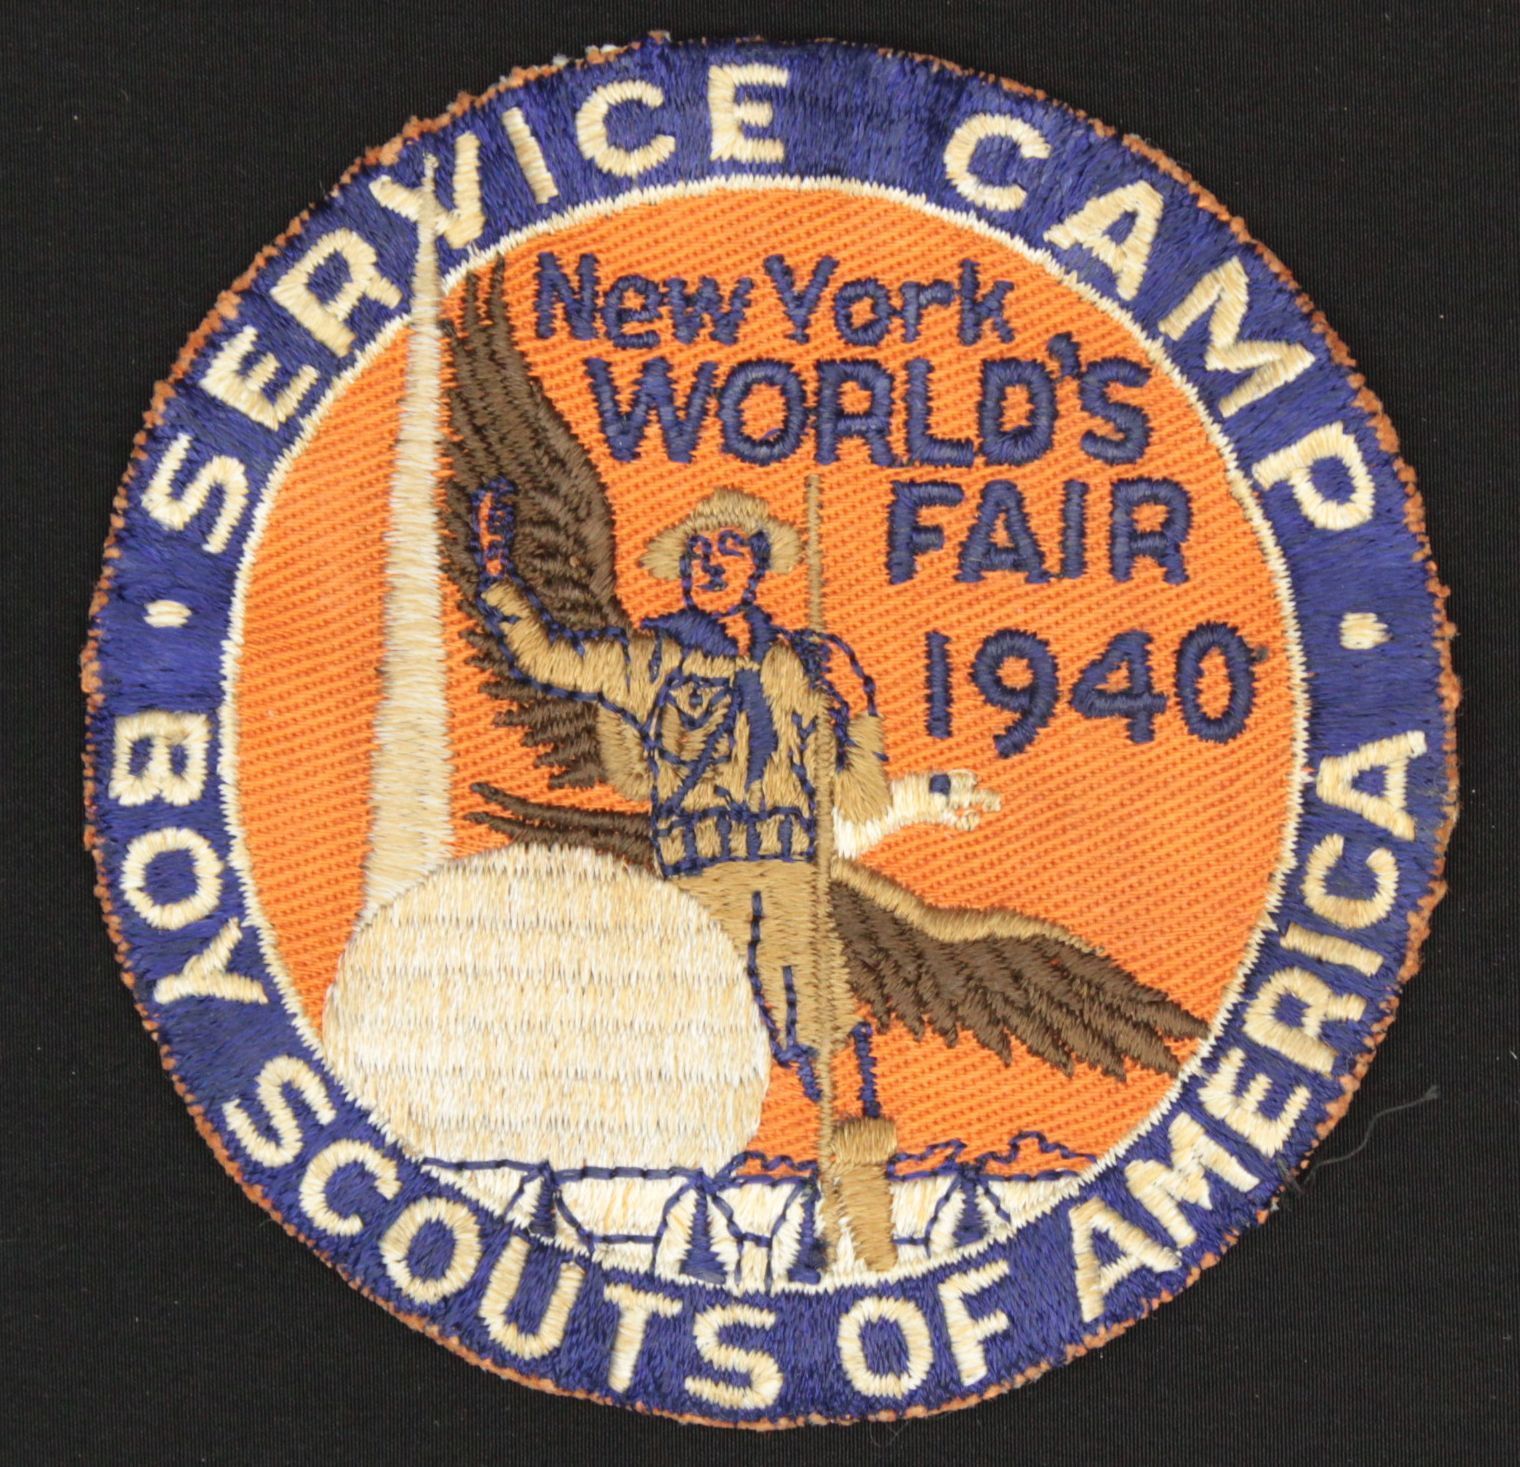 SERVICE CAMP
New York
WORLD'S
FAIR
1940
· BOY SCOUTS OF AMERICA ·